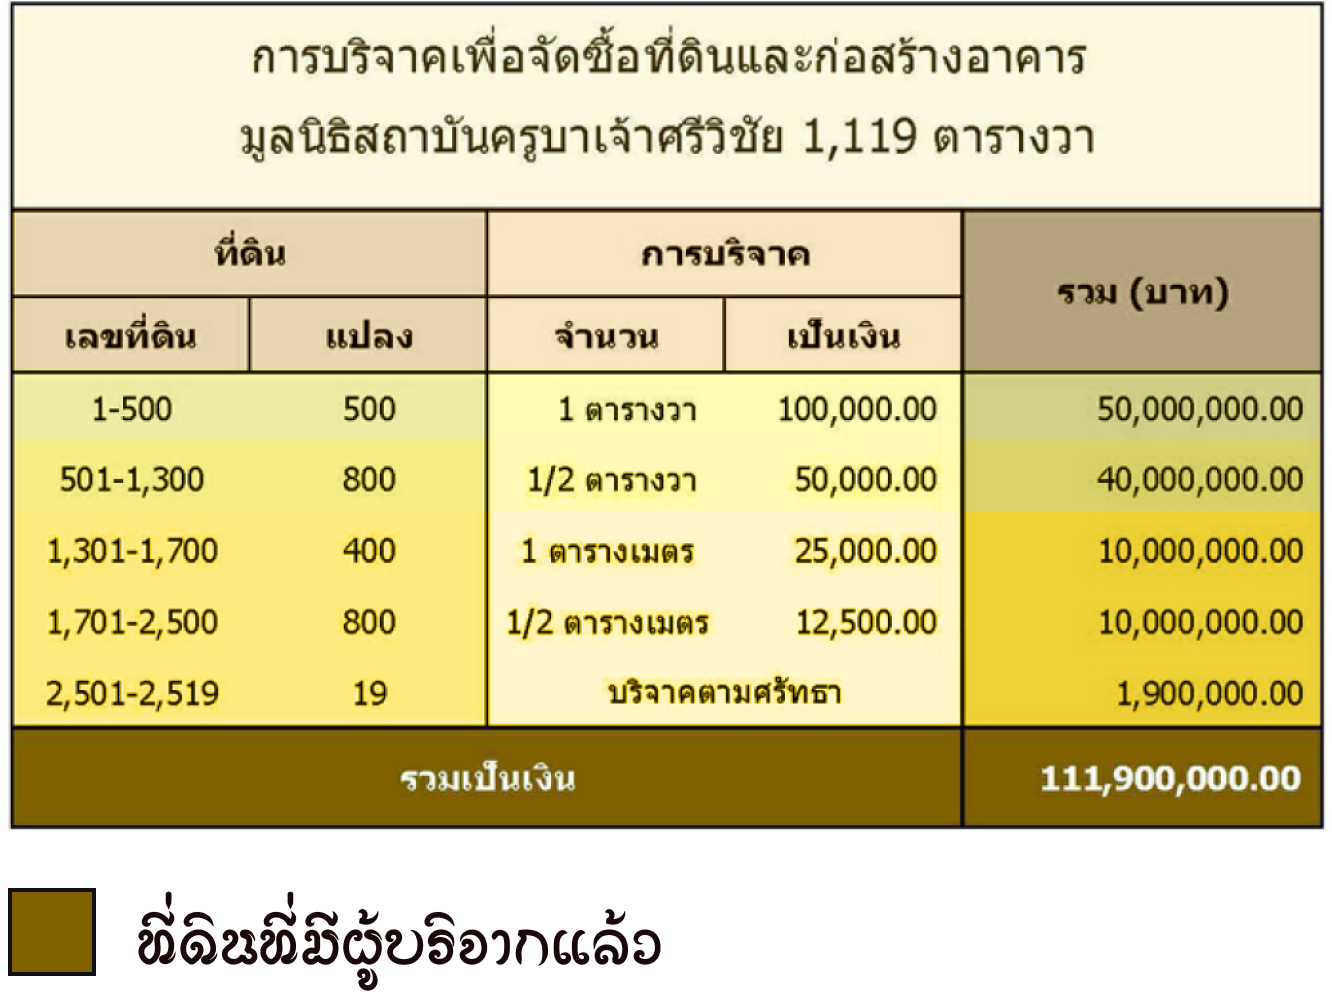 การบริจาคเพื่อจัดซื้อที่ดินและก่อสร้างอาคาร
มูลนิธิสถาบันครูบาเจ้าศรีวิชัย 1,119 ตารางวา
ที่ดิน การบริจาค รวม (บาท)
เลขที่ดิน แปลง จำนวน เป็นเงิน
1-500 500 1 ตารางวา 100,000.00 50,000,000.00
501-1,300 800 1/2 ตารางวา 50,000.00 40,000,000.00
1,301-1,700 400 1 ตารางเมตร 25,000.00 10,000,000.00
1,701-2,500 800 1/2 ตารางเมตร 12,500.00 10,000,000.00
2,501-2,519 19 บริจาคตามศรัทธา 1,900,000.00
รวมเป็นเงิน 111,900,000.00
ที่ดินที่มีผู้บริจาคแล้ว